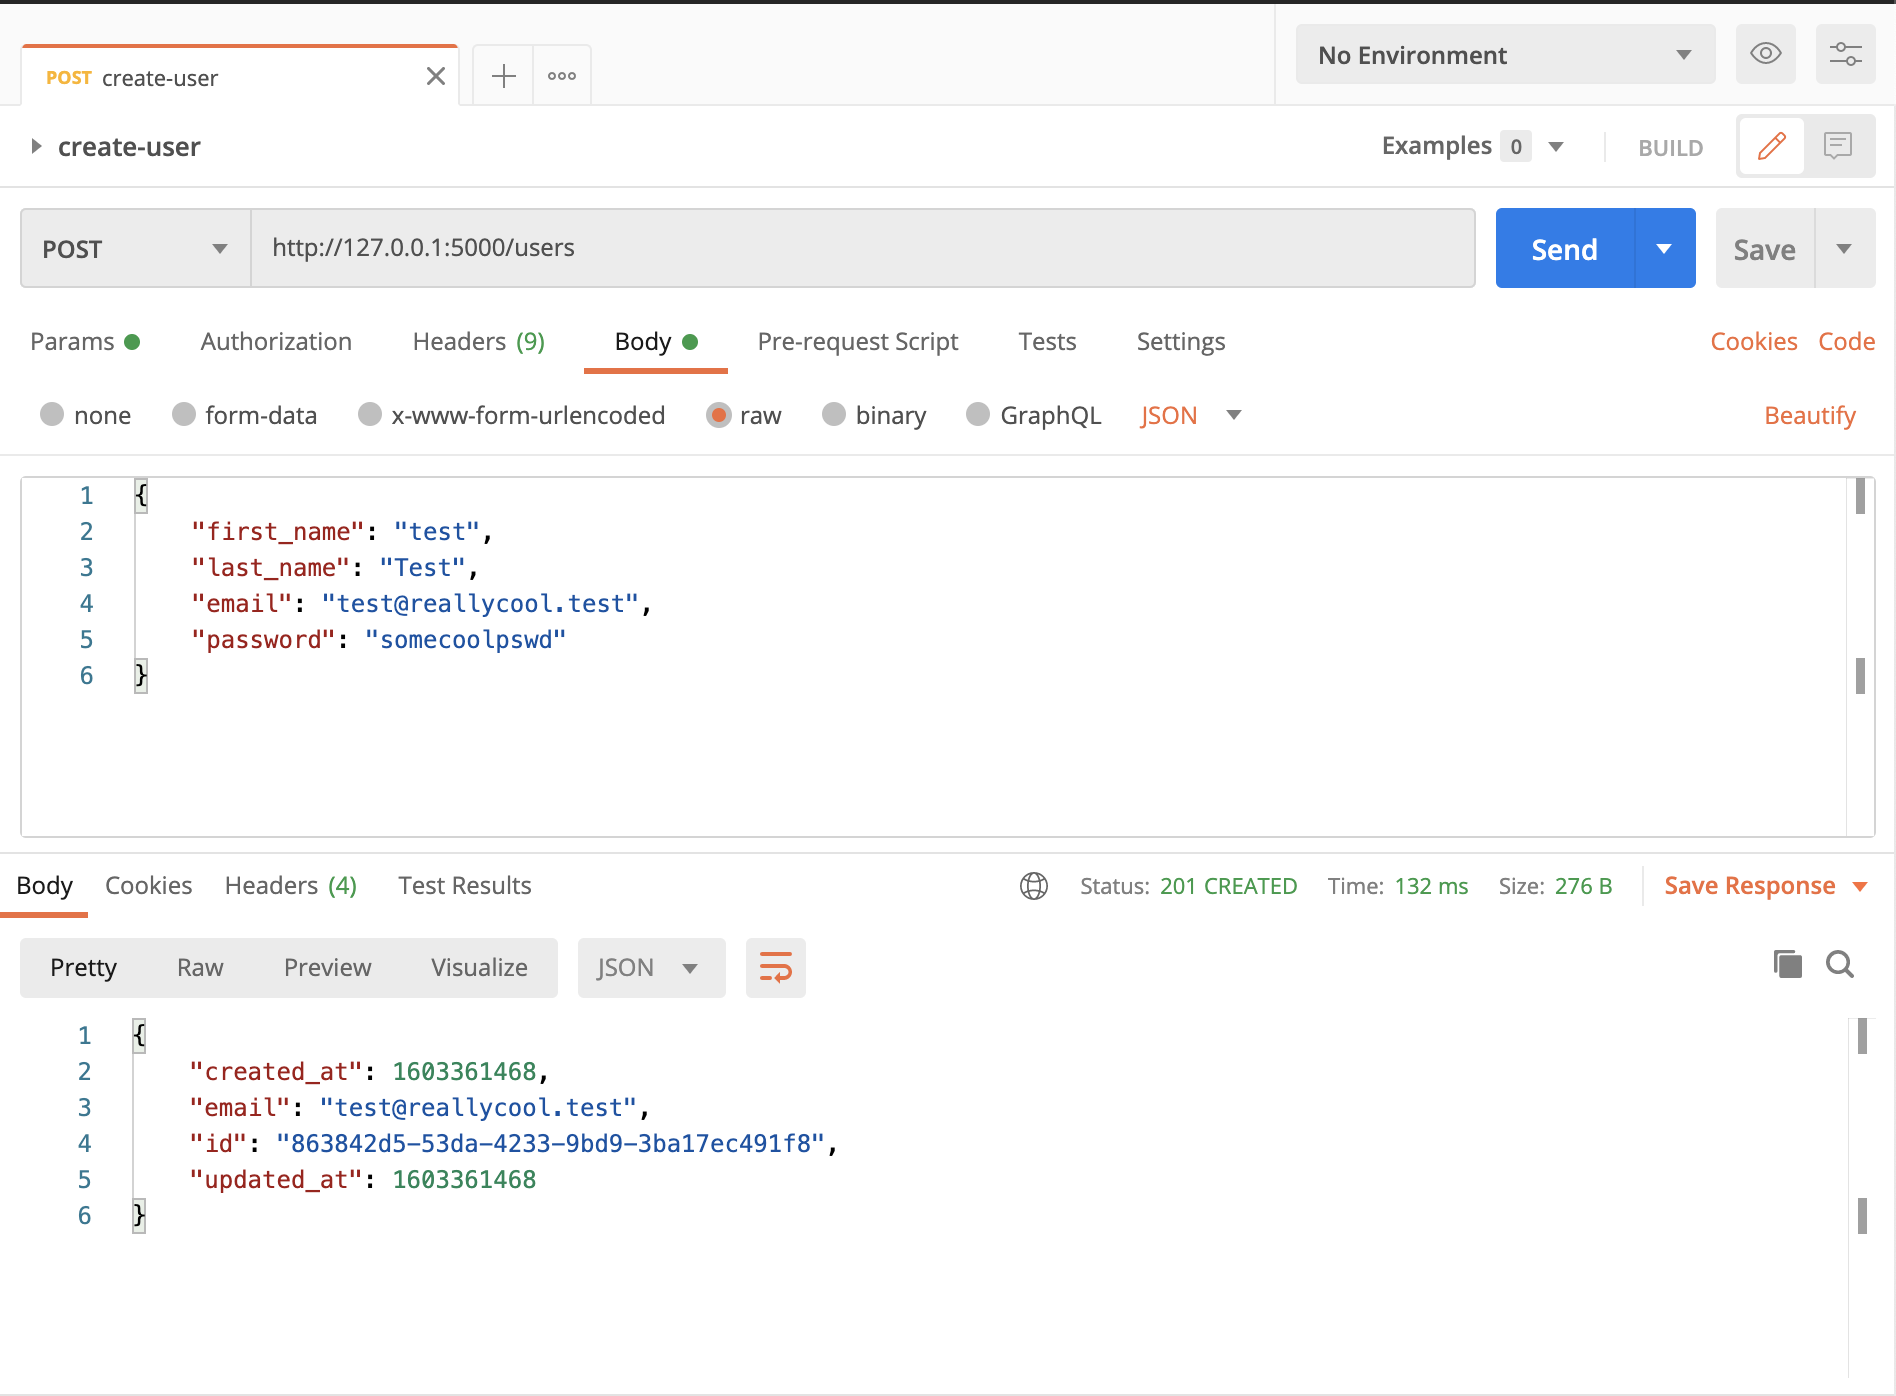 POST create-user
No Environment
create-user
Examples 0
BUILD
POST http://127.0.0.1:5000/users Send Save
Params Authorization Headers (9) Body Pre-request Script Tests Settings Cookies Code
none form-data x-www-form-urlencoded raw binary GraphQL JSON Beautify
1 {
2 "first_name": "test",
3 "last_name": "Test",
4 "email": "test@reallycool.test",
5 "password": "somecoolpswd"
6 }
Body Cookies Headers (4) Test Results Status: 201 CREATED Time: 132 ms Size: 276 B Save Response
Pretty Raw Preview Visualize JSON
1 {
2 "created_at": 1603361468,
3 "email": "test@reallycool.test",
4 "id": "863842d5-53da-4233-9bd9-3ba17ec491f8",
5 "updated_at": 1603361468
6 }